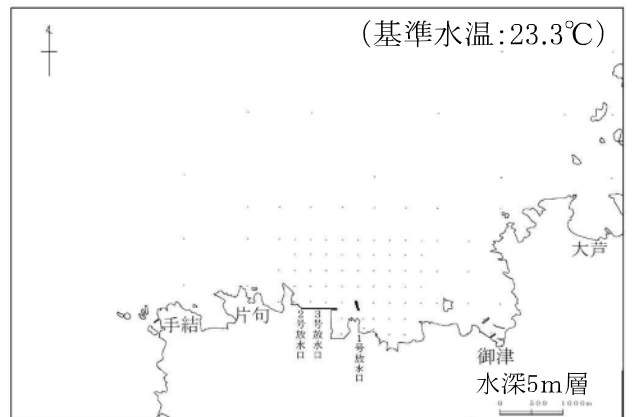 (基準水温:23.3℃)
大芦
手結
片句
2号放水口
3号放水口
1号放水口
御津
水深5m層
0 500 1000m